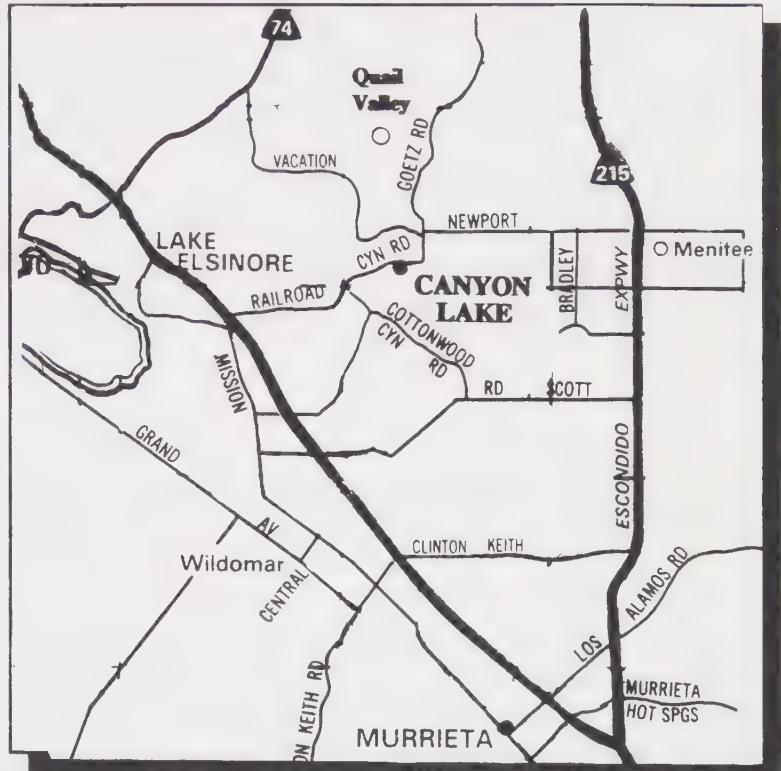 74
Quail
Valley
VACATION
GOETZ RD
215
NEWPORT
LAKE
ELSINORE
CYN RD
BRADLEY
EXPWY
Menitee
RAILROAD
CANYON
LAKE
COTTONWOOD
CYN
RD
MISSION
RD SCOTT
GRAND
AV
ESCONDIDO
Wildomar
CENTRAL
CLINTON KEITH
LOS ALAMOS RD
ON KEITH RD
MURRIETA
HOT SPGS
MURRIETA